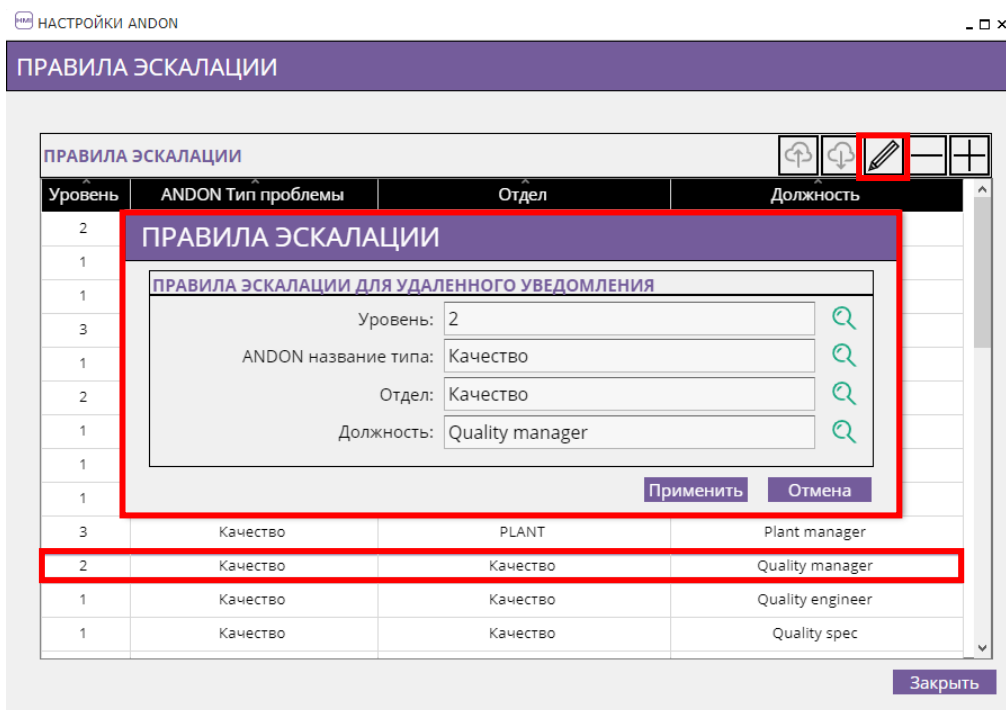 HMI НАСТРОЙКИ ANDON
ПРАВИЛА ЭСКАЛАЦИИ
ПРАВИЛА ЭСКАЛАЦИИ
Уровень ANDON Тип проблемы Отдел Должность
2
1
1
3
1
2
1
1
1
ПРАВИЛА ЭСКАЛАЦИИ
ПРАВИЛА ЭСКАЛАЦИИ ДЛЯ УДАЛЕННОГО УВЕДОМЛЕНИЯ
Уровень: 2
ANDON название типа: Качество
Отдел: Качество
Должность: Quality manager
Применить Отмена
3 Качество PLANT Plant manager
2 Качество Качество Quality manager
1 Качество Качество Quality engineer
1 Качество Качество Quality spec
Закрыть